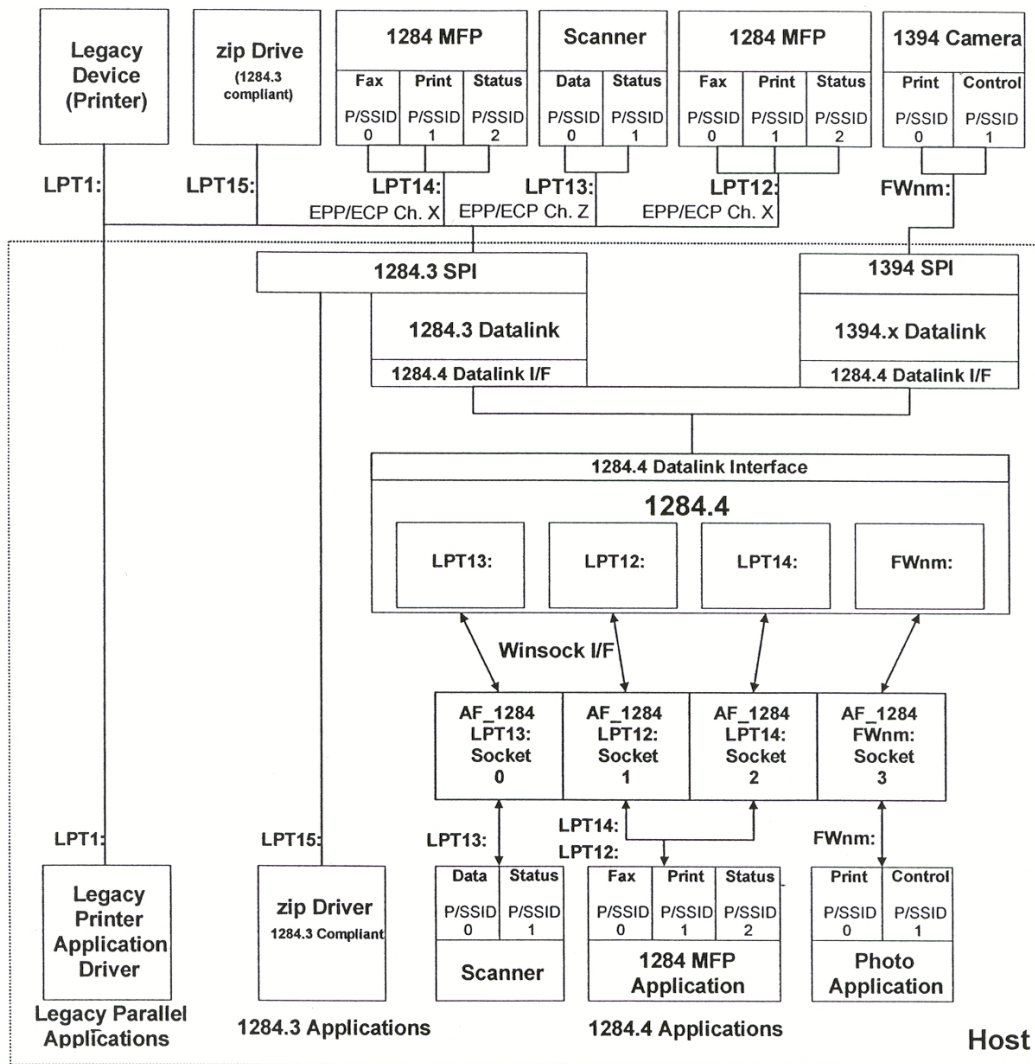 Legacy
Device
(Printer)
zip Drive
(1284.3
compliant)
1284 MFP
Fax Print Status
P/SSID P/SSID P/SSID
0 1 2
Scanner
Data Status
P/SSID P/SSID
0 1
1284 MFP
Fax Print Status
P/SSID P/SSID P/SSID
0 1 2
1394 Camera
Print Control
P/SSID P/SSID
0 1
LPT1:
LPT15:
LPT14:
EPP/ECP Ch. X
LPT13:
EPP/ECP Ch. Z
LPT12:
EPP/ECP Ch. X
FWnm:
1284.3 SPI
1284.3 Datalink
1284.4 Datalink I/F
1394 SPI
1394.x Datalink
1284.4 Datalink I/F
1284.4 Datalink Interface
1284.4
LPT13:
LPT12:
LPT14:
FWnm:
Winsock I/F
AF_1284
LPT13:
Socket
0
AF_1284
LPT12:
Socket
1
AF_1284
LPT14:
Socket
2
AF_1284
FWnm:
Socket
3
LPT1:
LPT15:
LPT13:
LPT14:
LPT12:
FWnm:
Legacy
Printer
Application
Driver
Legacy Parallel
Applications
zip Driver
1284.3 Compliant
1284.3 Applications
Data Status
P/SSID P/SSID
0 1
Scanner
Fax Print Status
P/SSID P/SSID P/SSID
0 1 2
1284 MFP
Application
1284.4 Applications
Print Control
P/SSID P/SSID
0 1
Photo
Application
Host